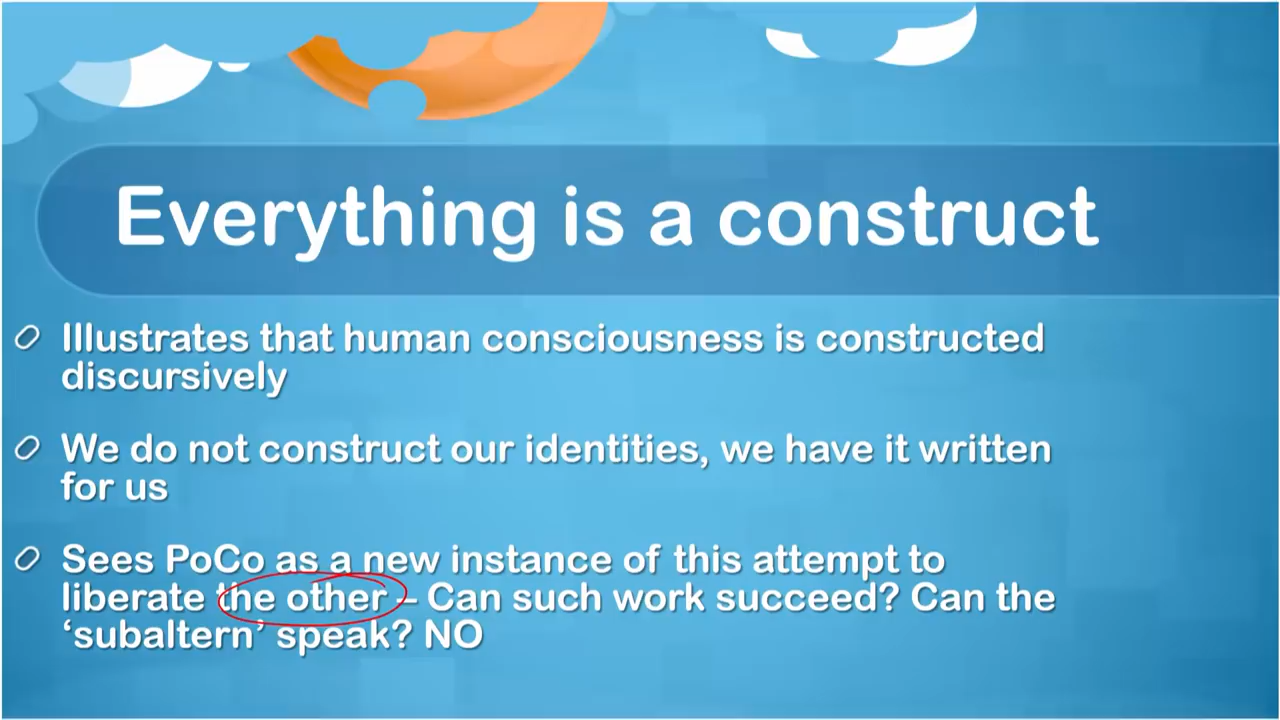 Everything is a construct
Illustrates that human consciousness is constructed
discursively
We do not construct our identities, we have it written
for us
Sees PoCo as a new instance of this attempt to
liberate the other – Can such work succeed? Can the
‘subaltern’ speak? NO